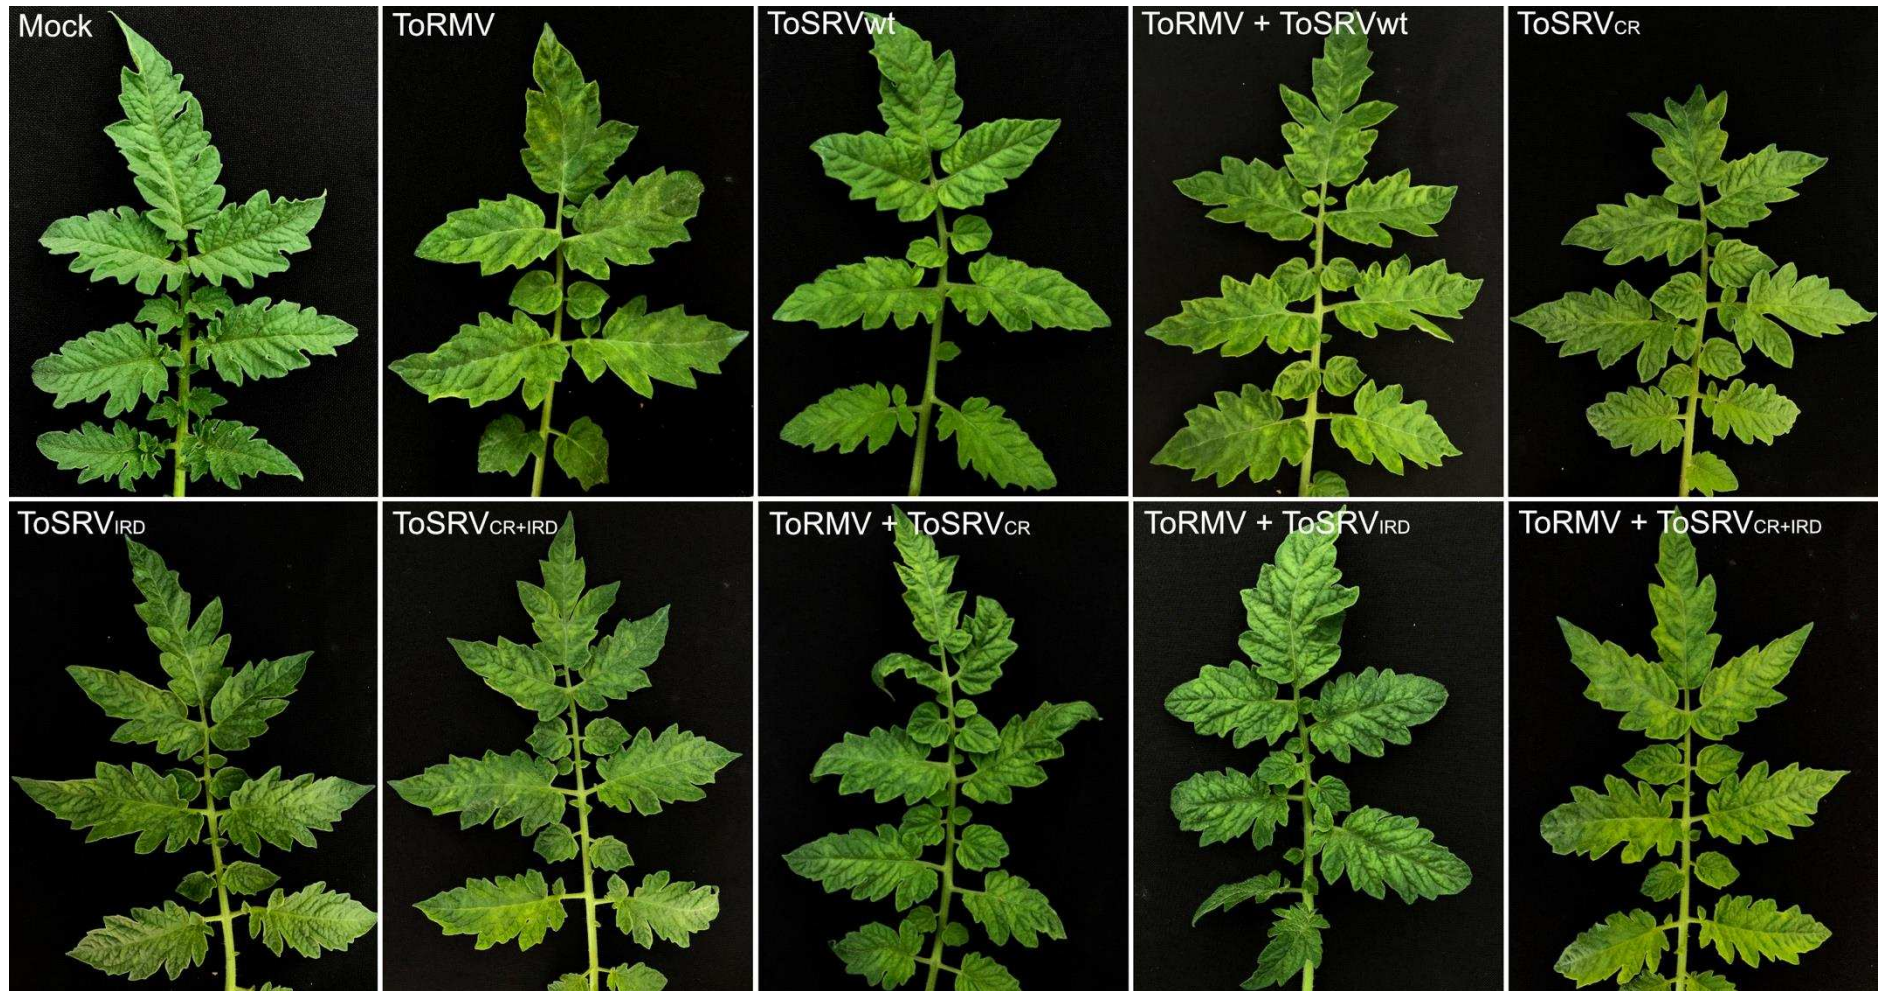 Mock
ToRMV
ToSRVwt
ToRMV + ToSRVwt
ToSRVCR
ToSRVIRD
ToSRVCR+IRD
ToRMV + ToSRVCR
ToRMV + ToSRVIRD
ToRMV + ToSRVCR+IRD